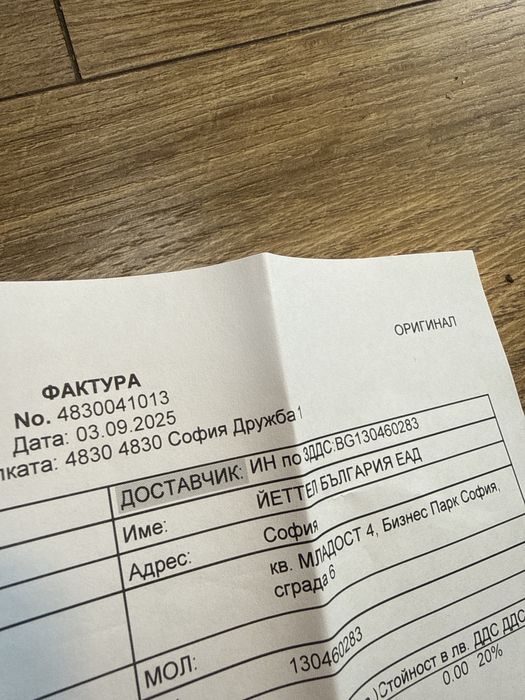 ОРИГИНАЛ
ФАКТУРА
No. 4830041013
Дата: 03.09.2025
4830 4830 София Дружба1
ДОСТАВЧИК: ИН по ЗДДС:BG130460283
Име: ЙЕТТЕЛ БЪЛГАРИЯ ЕАД
Адрес: София
кв. МЛАДОСТ 4, Бизнес Парк София,
сграда 6
МОЛ: 130460283
Стойност в лв. ДДС ДДС
0.00 20%